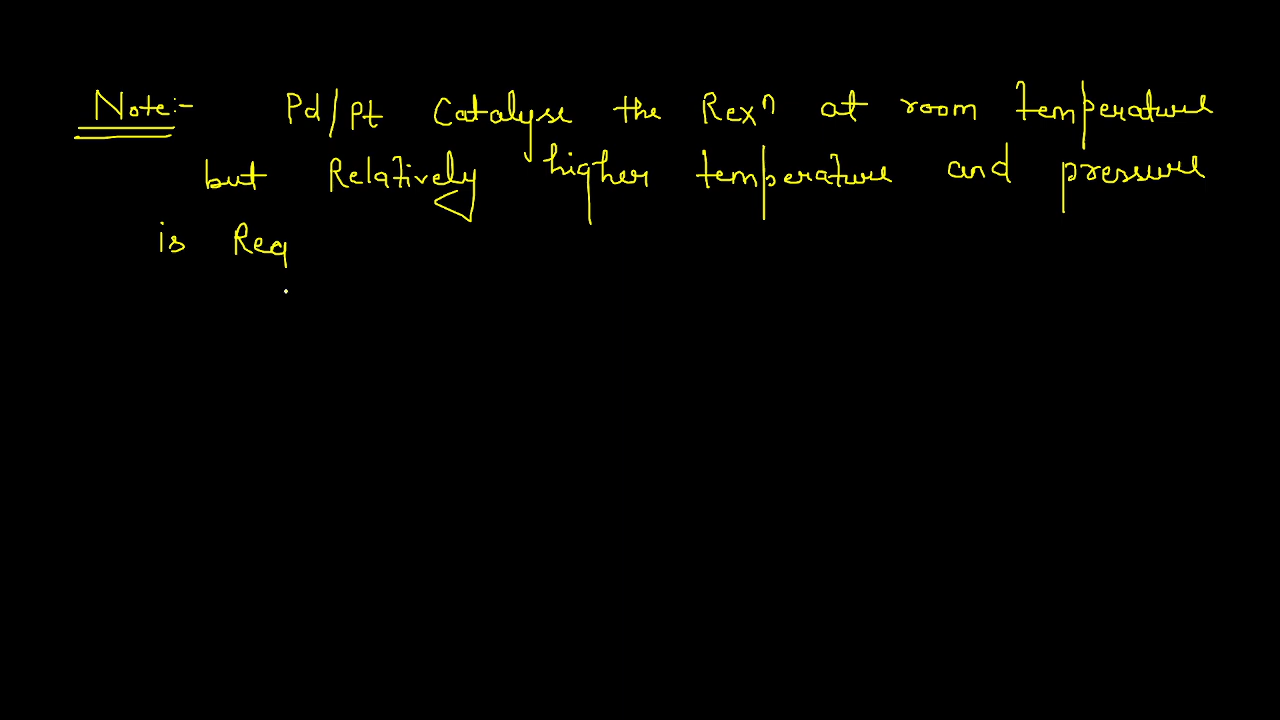 Note:- Pd/Pt Catalyse the Rexⁿ at room temperature
but Relatively higher temperature and pressure
is Req